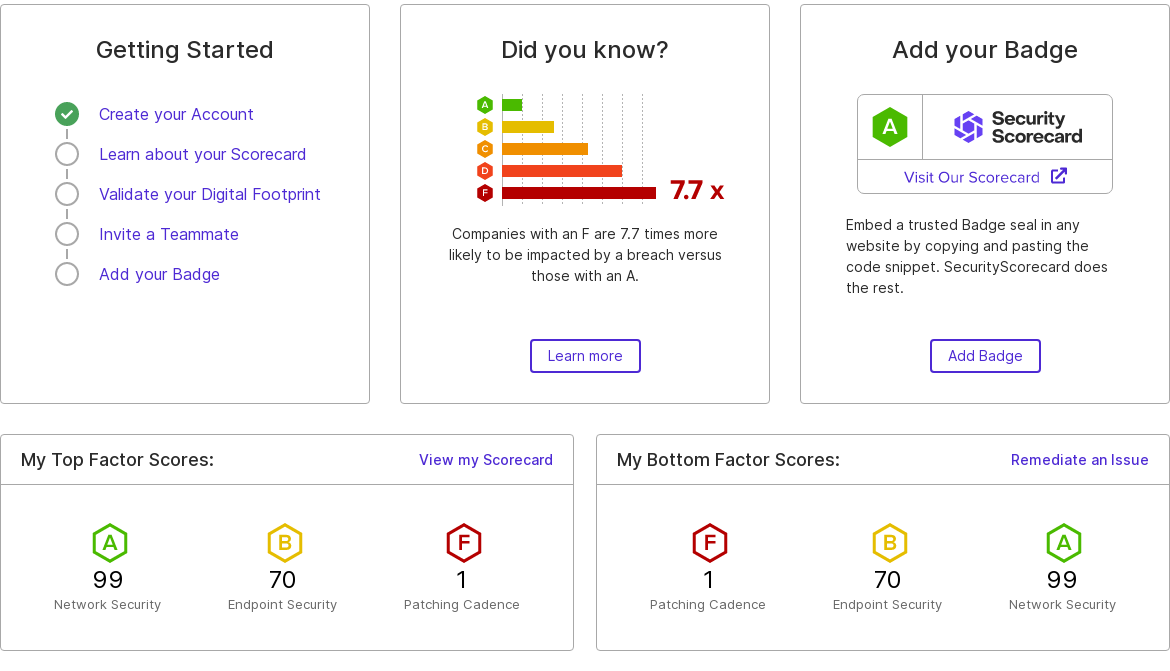 Getting Started
Create your Account
Learn about your Scorecard
Validate your Digital Footprint
Invite a Teammate
Add your Badge
Did you know?
A
B
C
D
F
7.7 x
Companies with an F are 7.7 times more
likely to be impacted by a breach versus
those with an A.
Learn more
Add your Badge
A
Security
Scorecard
Visit Our Scorecard
Embed a trusted Badge seal in any
website by copying and pasting the
code snippet. SecurityScorecard does
the rest.
Add Badge
My Top Factor Scores:
View my Scorecard
A
B
F
99
70
1
Network Security
Endpoint Security
Patching Cadence
My Bottom Factor Scores:
Remediate an Issue
F
B
A
1
70
99
Patching Cadence
Endpoint Security
Network Security